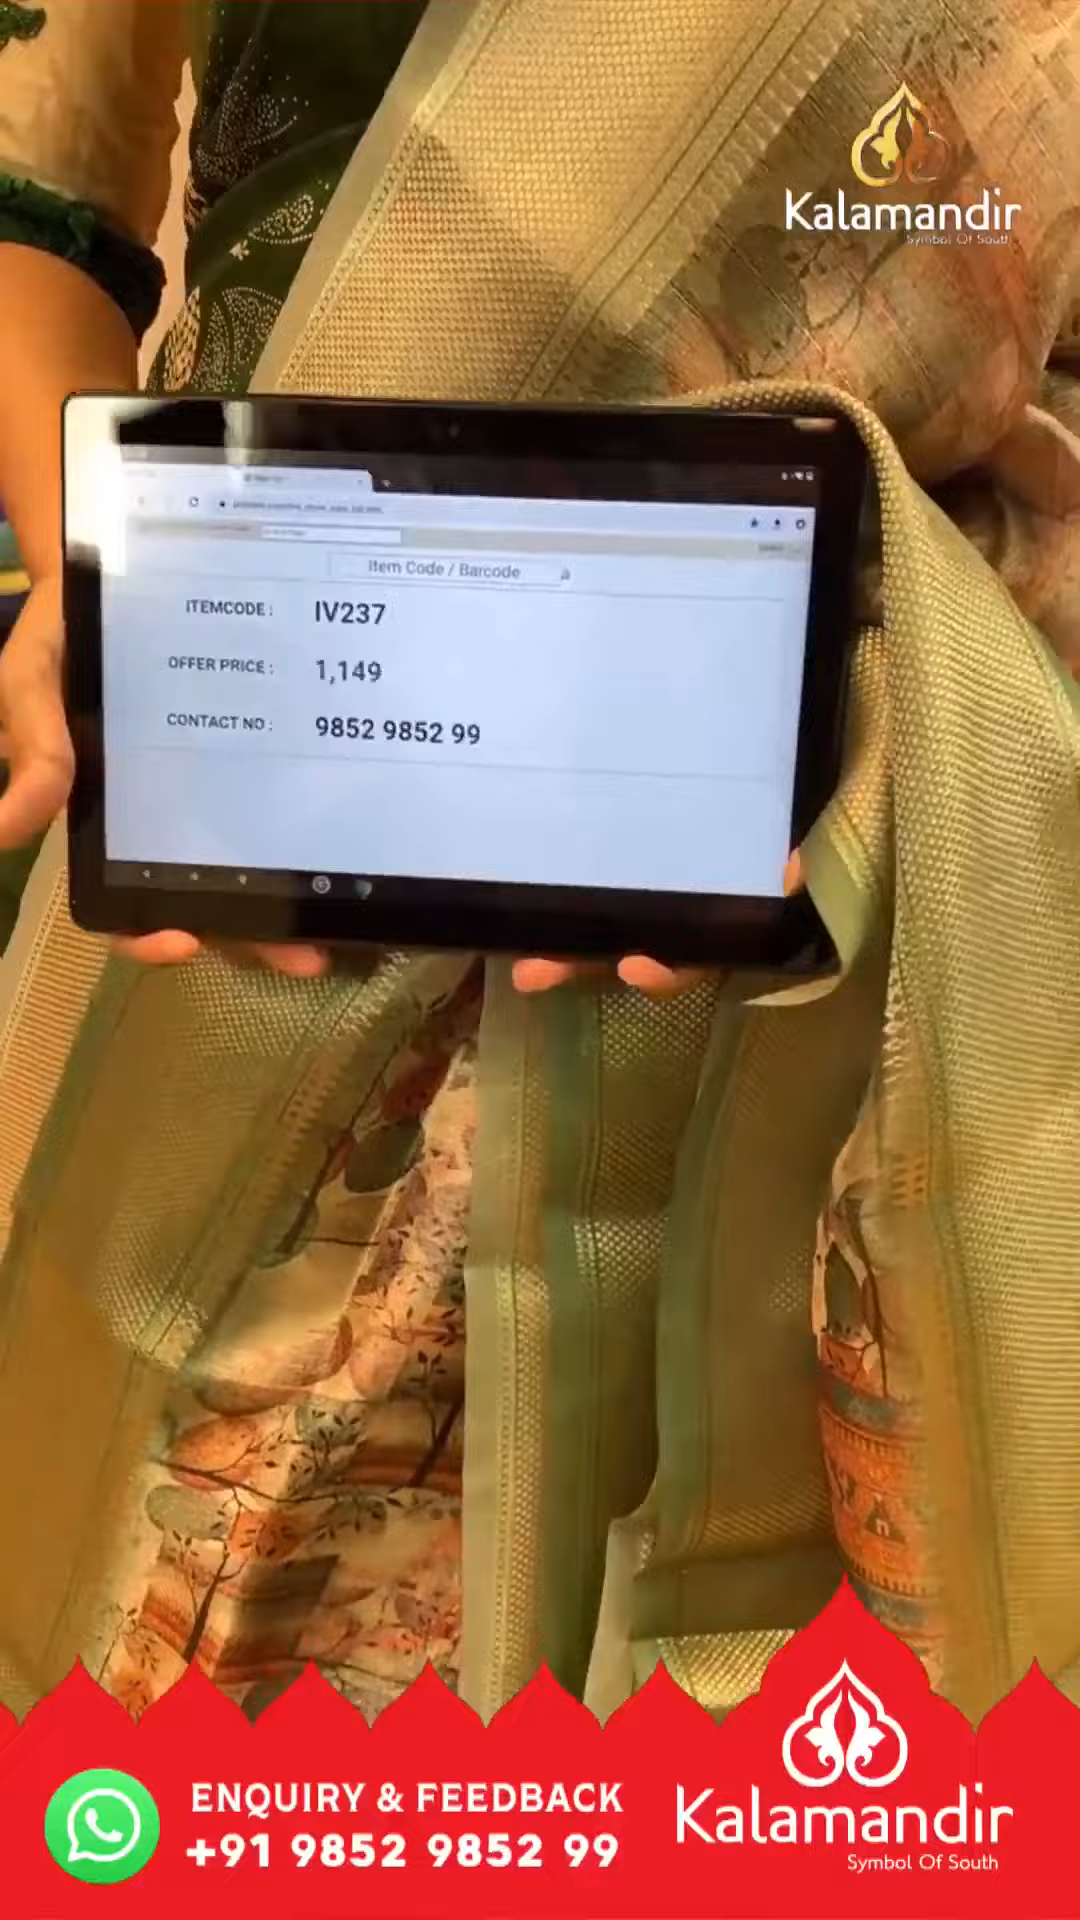 Kalamandir
Symbol Of South
Item Code / Barcode
ITEMCODE : IV237
OFFER PRICE : 1,149
CONTACT NO : 9852 9852 99
ENQUIRY & FEEDBACK
+91 9852 9852 99
Kalamandir
Symbol Of South